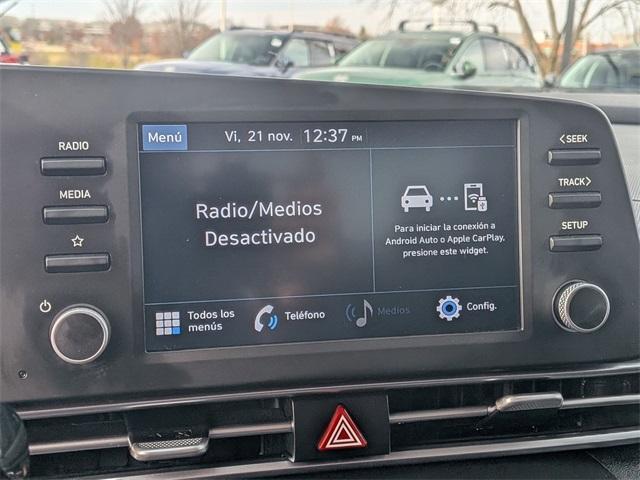 RADIO
MEDIA
Menú
Vi, 21 nov. 12:37 PM
Radio/Medios
Desactivado
Para iniciar la conexión a
Android Auto o Apple CarPlay,
presione este widget.
Todos los
menús
Teléfono
Medios
Config.
<SEEK
TRACK>
SETUP